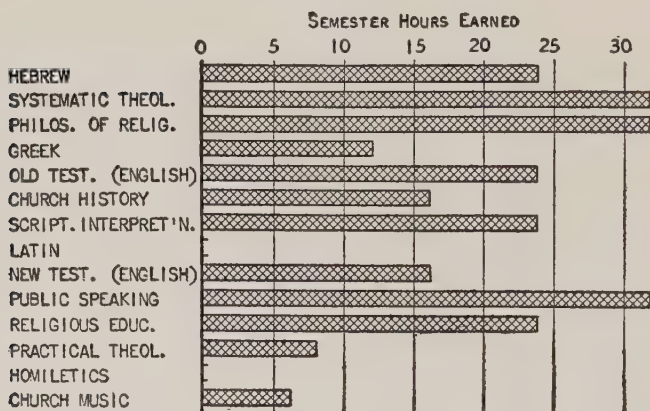 SEMESTER HOURS EARNED
0 5 10 15 20 25 30
HEBREW
SYSTEMATIC THEOL.
PHILOS. OF RELIG.
GREEK
OLD TEST. (ENGLISH)
CHURCH HISTORY
SCRIPT. INTERPRET'N.
LATIN
NEW TEST. (ENGLISH)
PUBLIC SPEAKING
RELIGIOUS EDUC.
PRACTICAL THEOL.
HOMILETICS
CHURCH MUSIC